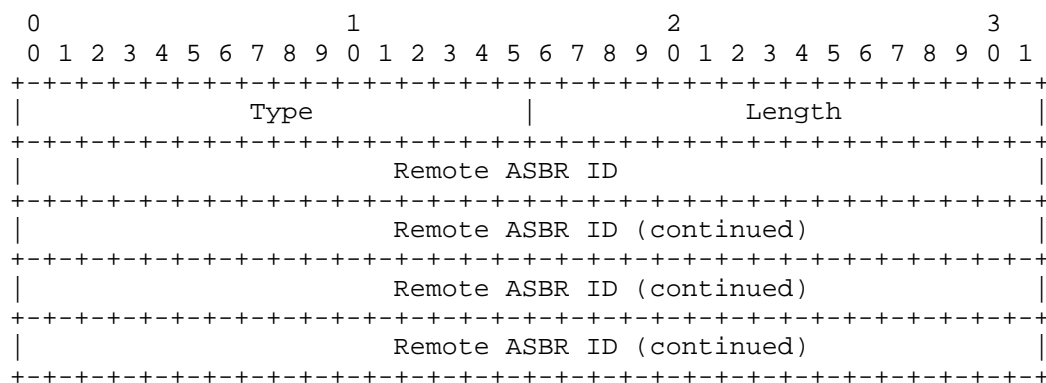 0                   1                   2                   3
 0 1 2 3 4 5 6 7 8 9 0 1 2 3 4 5 6 7 8 9 0 1 2 3 4 5 6 7 8 9 0 1
+-+-+-+-+-+-+-+-+-+-+-+-+-+-+-+-+-+-+-+-+-+-+-+-+-+-+-+-+-+-+-+-+
|              Type             |             Length            |
+-+-+-+-+-+-+-+-+-+-+-+-+-+-+-+-+-+-+-+-+-+-+-+-+-+-+-+-+-+-+-+-+
|                       Remote ASBR ID                          |
+-+-+-+-+-+-+-+-+-+-+-+-+-+-+-+-+-+-+-+-+-+-+-+-+-+-+-+-+-+-+-+-+
|                       Remote ASBR ID (continued)              |
+-+-+-+-+-+-+-+-+-+-+-+-+-+-+-+-+-+-+-+-+-+-+-+-+-+-+-+-+-+-+-+-+
|                       Remote ASBR ID (continued)              |
+-+-+-+-+-+-+-+-+-+-+-+-+-+-+-+-+-+-+-+-+-+-+-+-+-+-+-+-+-+-+-+-+
|                       Remote ASBR ID (continued)              |
+-+-+-+-+-+-+-+-+-+-+-+-+-+-+-+-+-+-+-+-+-+-+-+-+-+-+-+-+-+-+-+-+